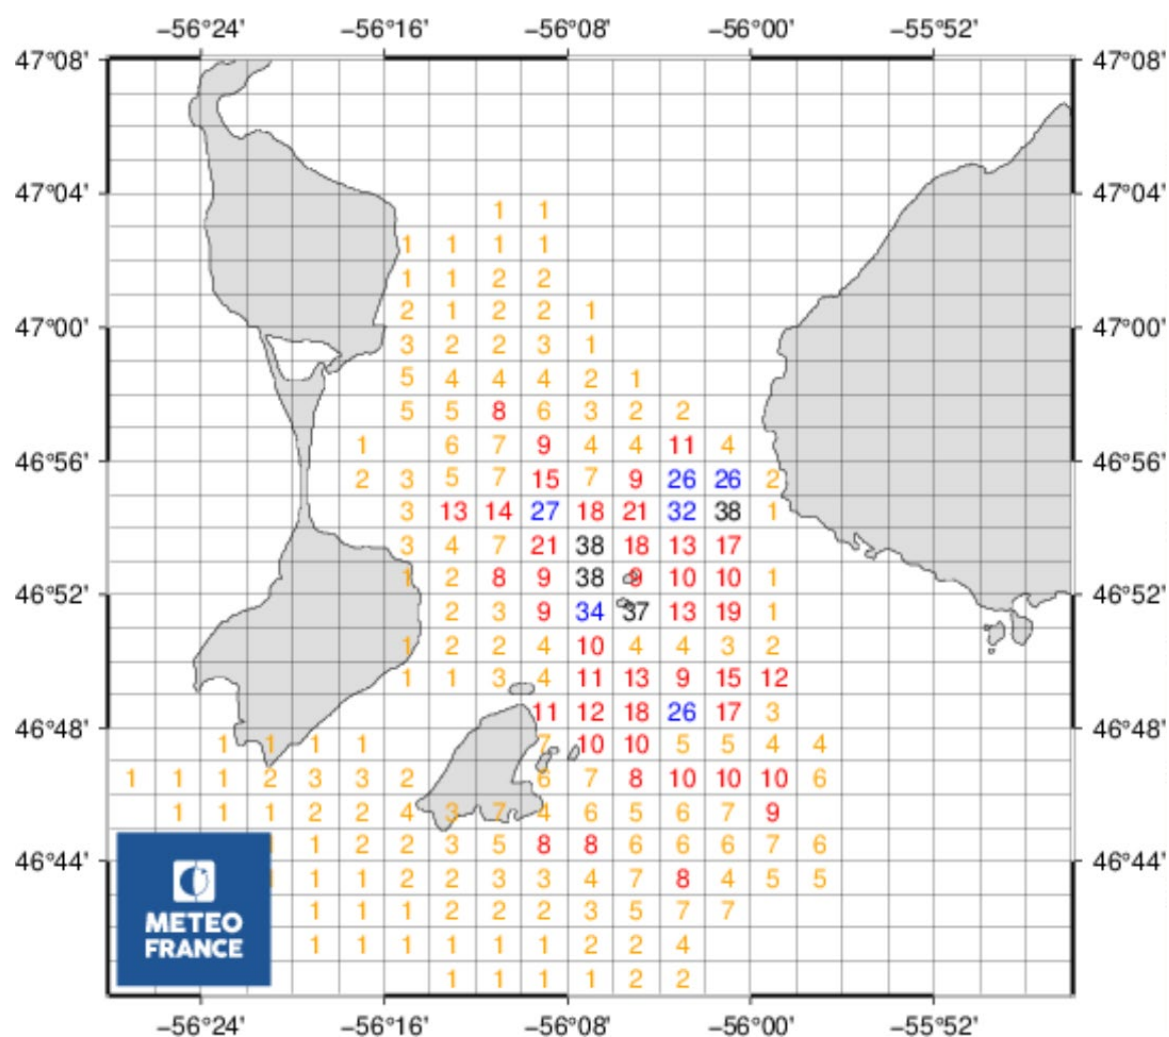 −56°24' −56°16' −56°08' −56°00' −55°52'
47°08' 47°08'
47°04' 47°04'
1 1
1 1 1 1
1 1 2 2
2 1 2 2 1
47°00' 47°00'
3 2 2 3 1
5 4 4 4 2 1
5 5 8 6 3 2 2
1 6 7 9 4 4 11 4
46°56' 46°56'
2 3 5 7 15 7 9 26 26 2
3 13 14 27 18 21 32 38 1
3 4 7 21 38 18 13 17
1 2 8 9 38 9 10 10 1
46°52' 46°52'
2 3 9 34 37 13 19 1
1 2 2 4 10 4 4 3 2
1 1 3 4 11 13 9 15 12
11 12 18 26 17 3
46°48' 46°48'
1 1 1 1 7 10 10 5 5 4 4
1 1 1 2 3 3 2 6 7 8 10 10 10 6
1 1 1 2 2 4 3 7 4 6 5 6 7 9
1 1 2 2 3 5 8 8 6 6 6 7 6
46°44' 46°44'
1 1 1 2 2 3 3 4 7 8 4 5 5
1 1 1 2 2 2 3 5 7 7
1 1 1 1 1 1 2 2 4
1 1 1 1 2 2
METEO
FRANCE
−56°24' −56°16' −56°08' −56°00' −55°52'